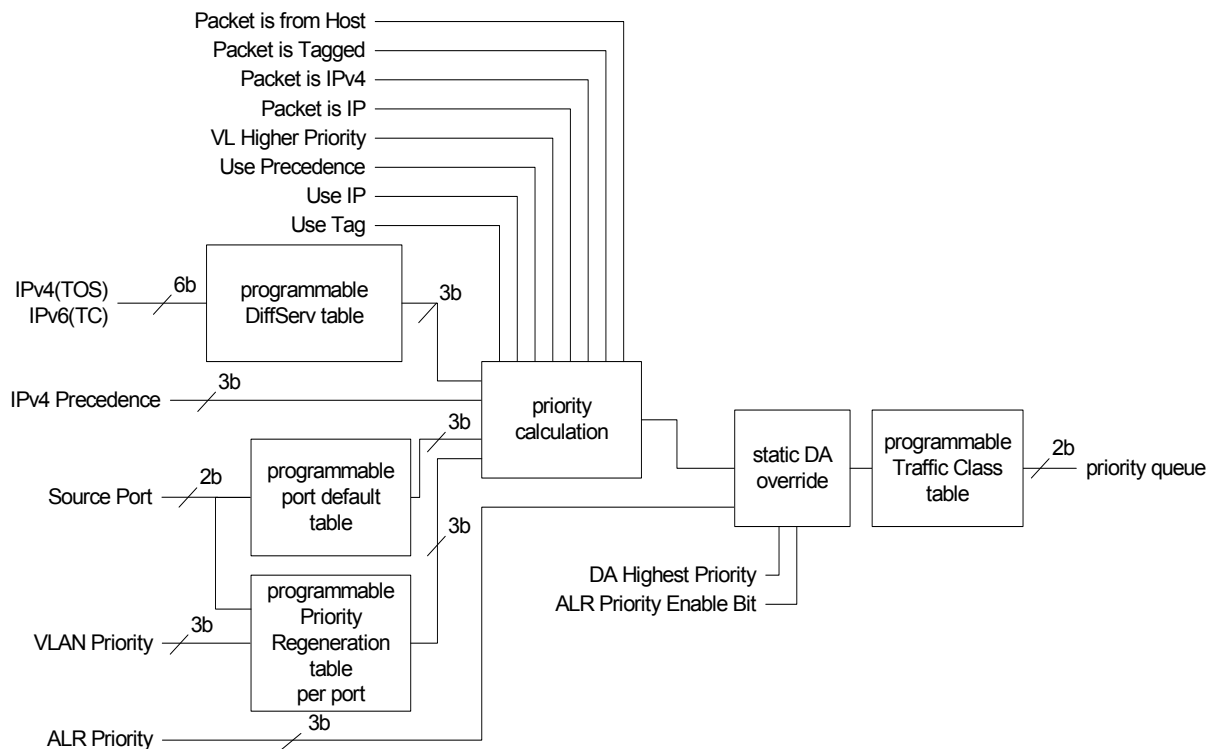 Packet is from Host
Packet is Tagged
Packet is IPv4
Packet is IP
VL Higher Priority
Use Precedence
Use IP
Use Tag
IPv4(TOS)
IPv6(TC)
6b
programmable
DiffServ table
3b
IPv4 Precedence
3b
priority
calculation
Source Port
2b
programmable
port default
table
3b
static DA
override
programmable
Traffic Class
table
2b
priority queue
VLAN Priority
3b
programmable
Priority
Regeneration
table
per port
3b
DA Highest Priority
ALR Priority Enable Bit
ALR Priority
3b